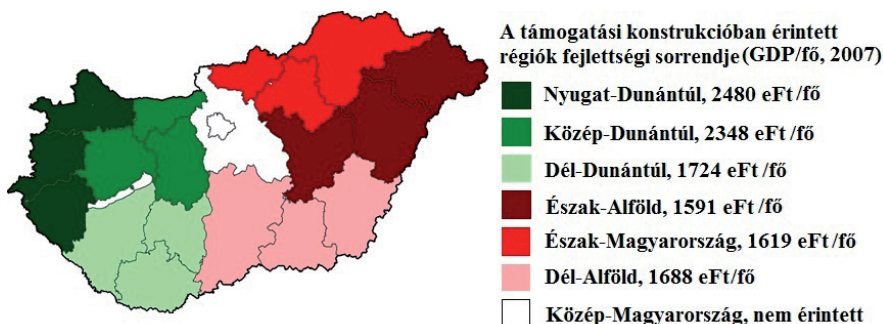 A támogatási konstrukcióban érintett
régiók fejlettségi sorrendje (GDP/fő, 2007)
Nyugat-Dunántúl, 2480 eFt/fő
Közép-Dunántúl, 2348 eFt/fő
Dél-Dunántúl, 1724 eFt/fő
Észak-Alföld, 1591 eFt/fő
Észak-Magyarország, 1619 eFt/fő
Dél-Alföld, 1688 eFt/fő
Közép-Magyarország, nem érintett